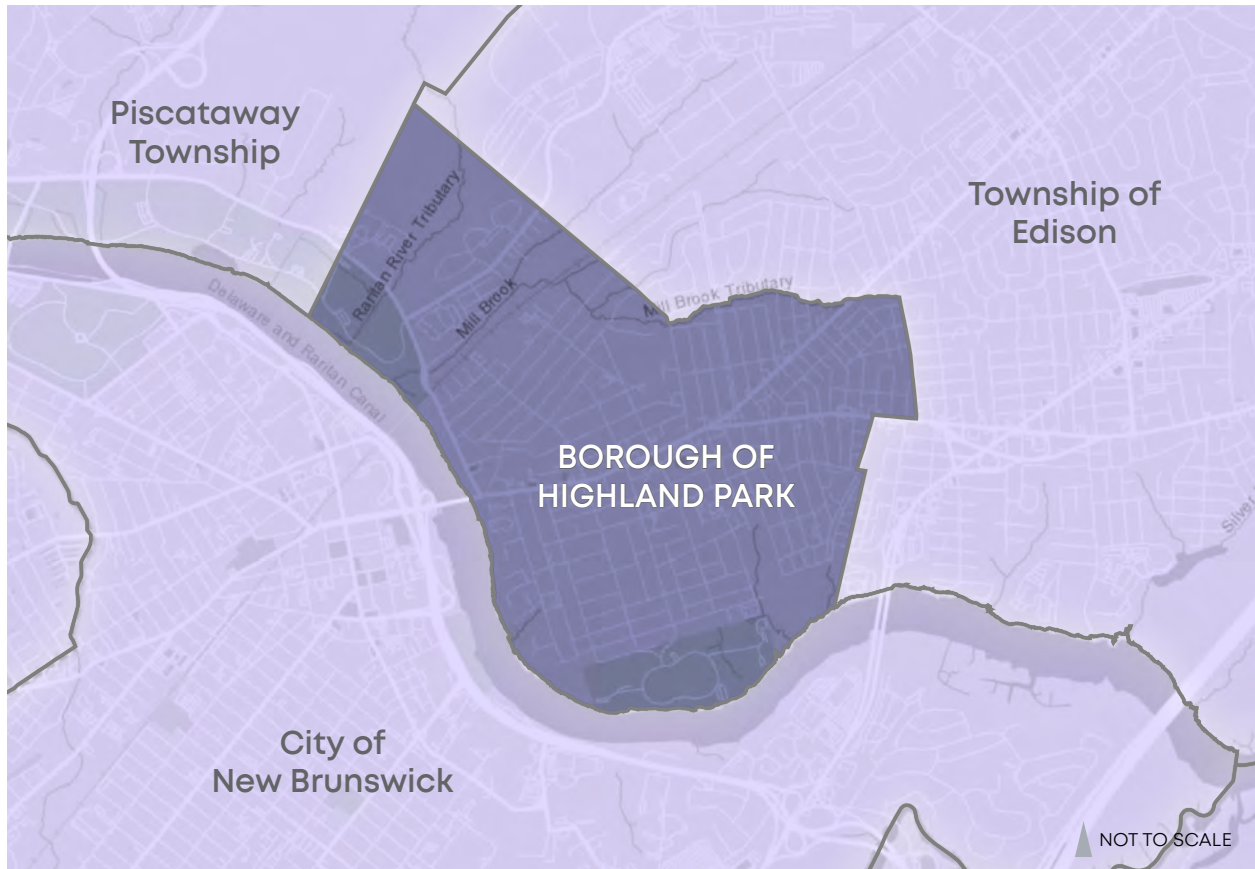 Piscataway
Township
Township of
Edison
Raritan River Tributary
Mill Brook
Mill Brook Tributary
Delaware and Raritan Canal
BOROUGH OF
HIGHLAND PARK
Silver
City of
New Brunswick
NOT TO SCALE